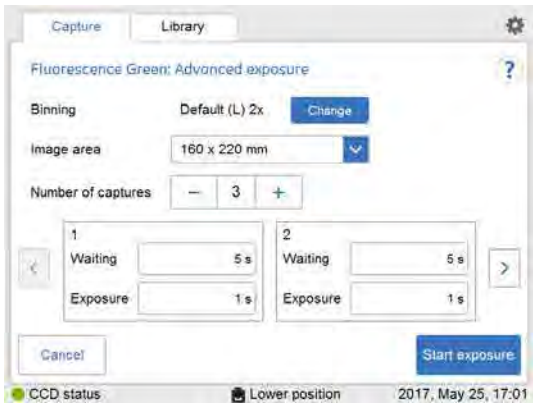 Capture Library
Fluorescence Green: Advanced exposure ?
Binning Default (L) 2x Change
Image area 160 x 220 mm
Number of captures − 3 +
1 2
Waiting 5 s Waiting 5 s
< >
Exposure 1 s Exposure 1 s
Cancel Start exposure
CCD status Lower position 2017, May 25, 17:01